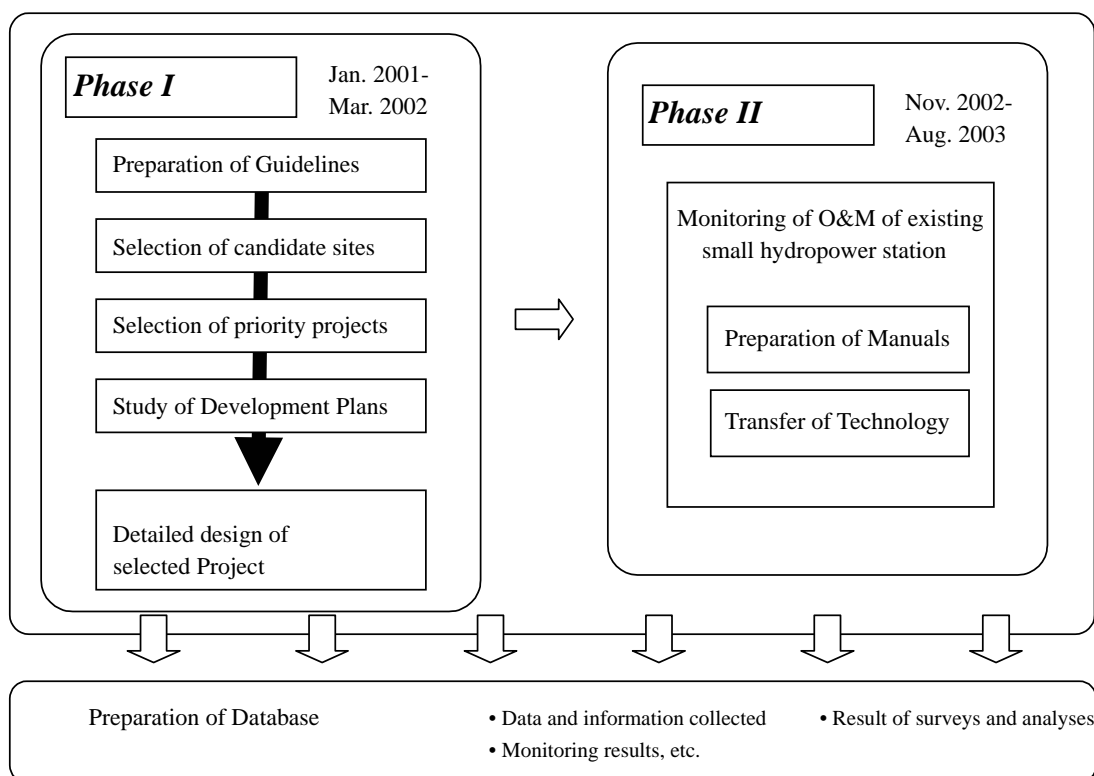 Phase I
Jan. 2001-
Mar. 2002
Preparation of Guidelines
Selection of candidate sites
Selection of priority projects
Study of Development Plans
Detailed design of
selected Project
Phase II
Nov. 2002-
Aug. 2003
Monitoring of O&M of existing
small hydropower station
Preparation of Manuals
Transfer of Technology
Preparation of Database
• Data and information collected
• Monitoring results, etc.
• Result of surveys and analyses